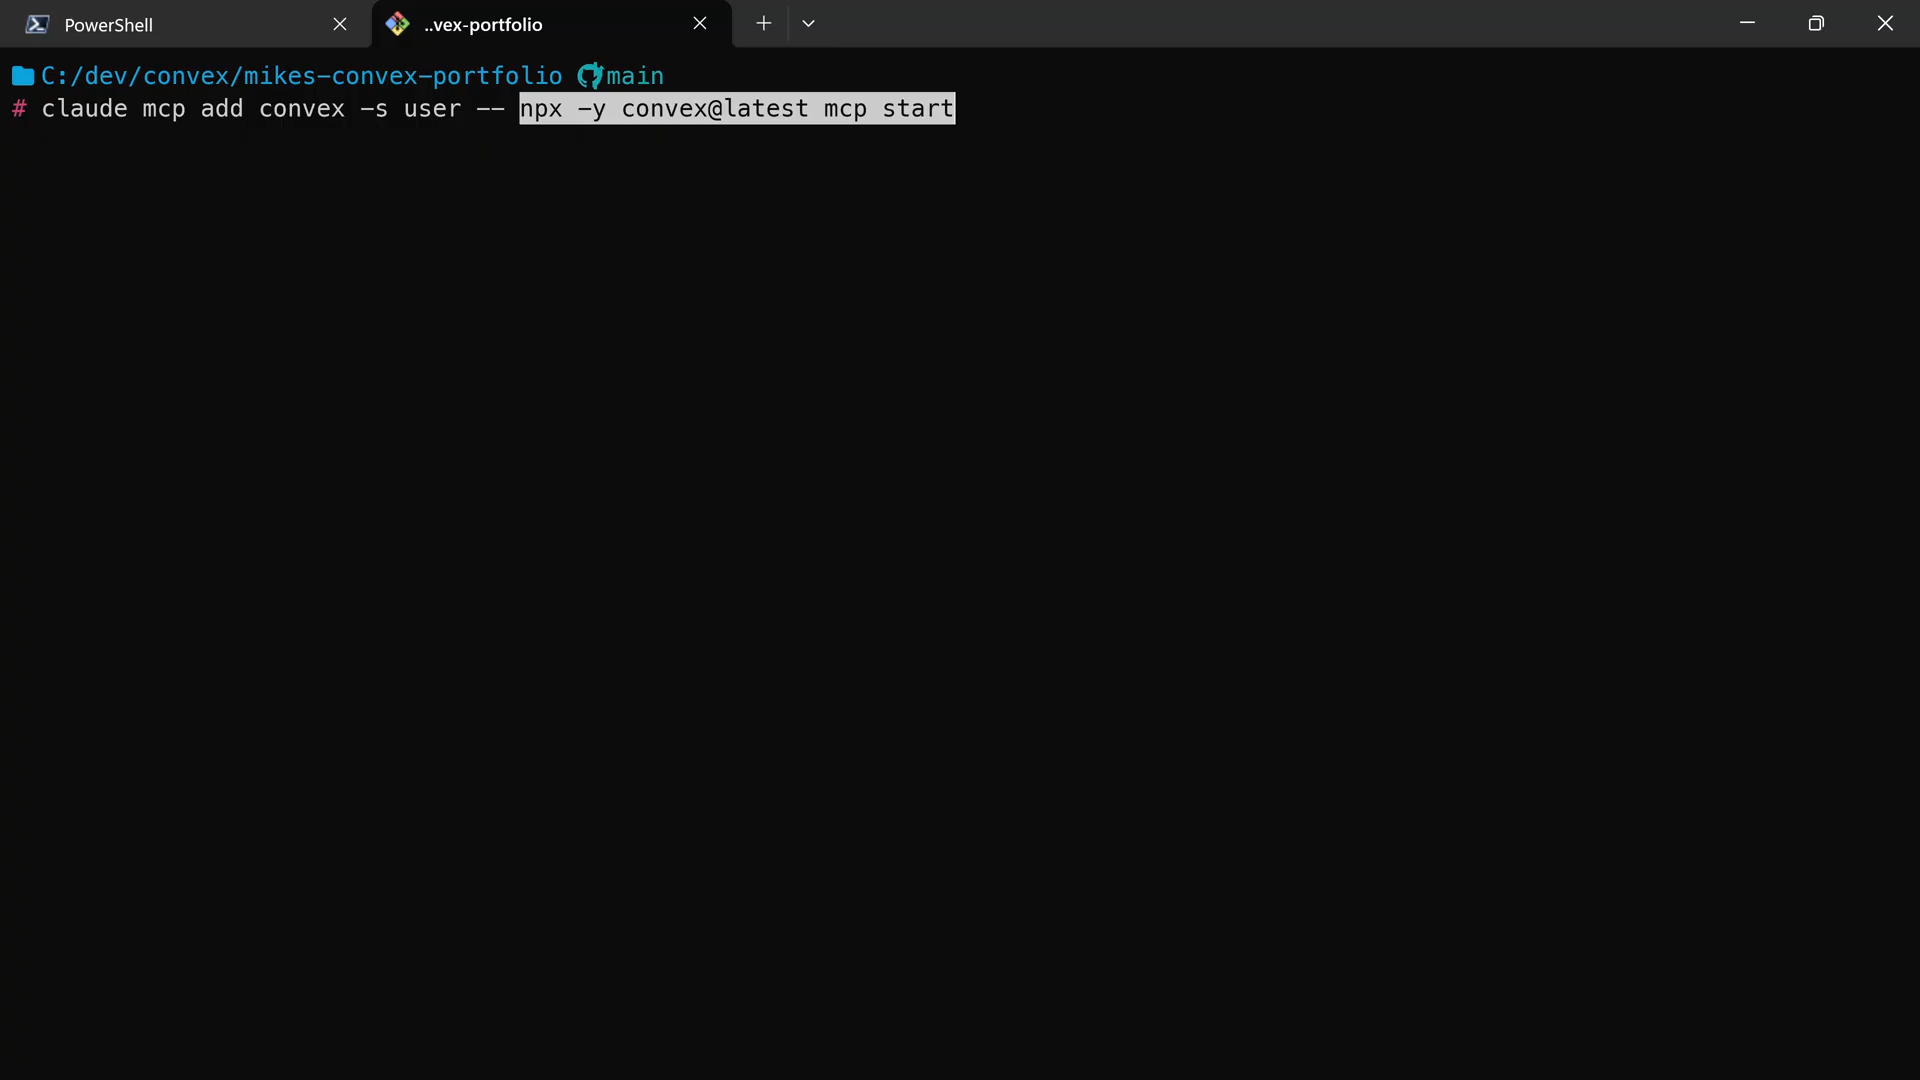 PowerShell
..vex-portfolio
C:/dev/convex/mikes-convex-portfolio main
# claude mcp add convex -s user -- npx -y convex@latest mcp start